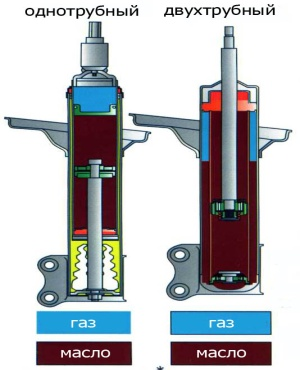 однотрубный
двухтрубный
газ
газ
масло
масло
*